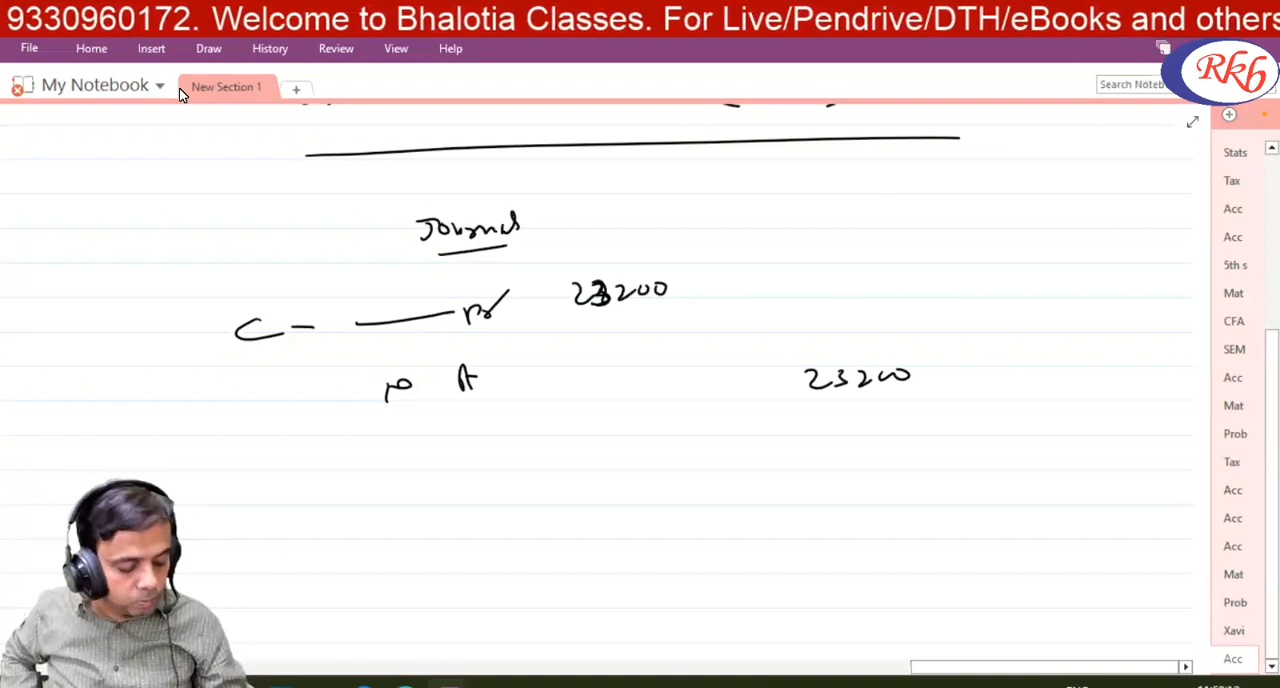 9330960172. Welcome to Bhalotia Classes. For Live/Pendrive/DTH/eBooks and others
File Home Insert Draw History Review View Help
Rkb
My Notebook New Section 1 +
Search Noteb
Stats
Tax
Acc
Acc
5th s
Mat
CFA
SEM
Acc
Mat
Prob
Tax
Acc
Acc
Acc
Mat
Prob
Xavi
Acc
Journal
C — Dr 23200
To A 23200